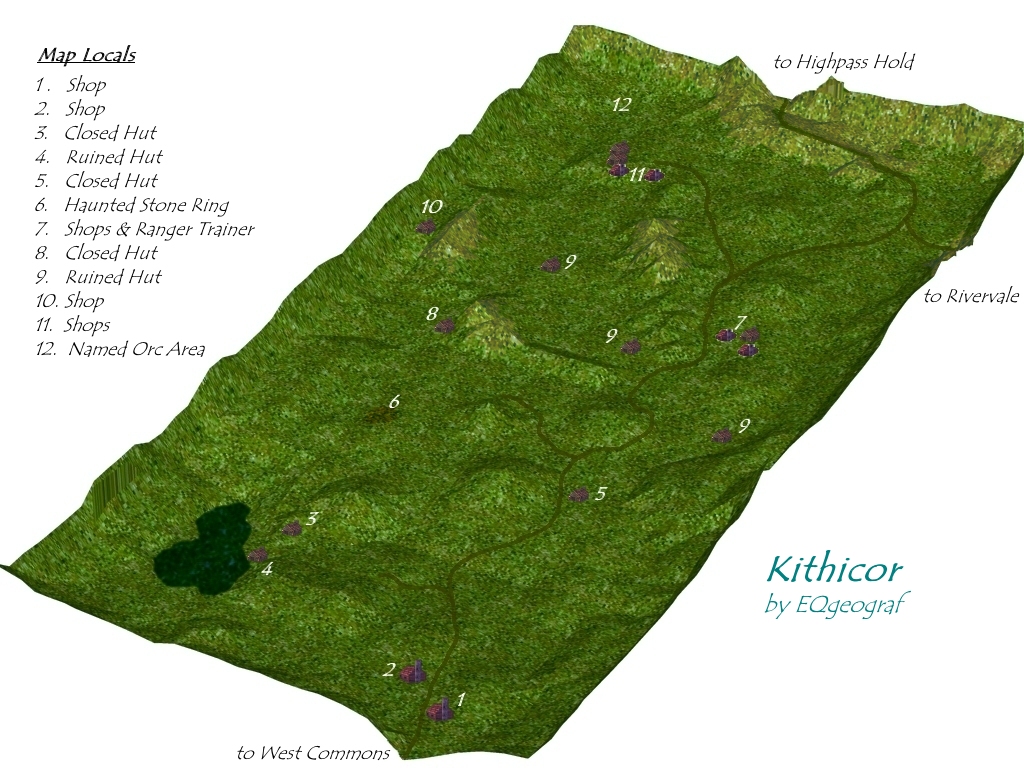 Map Locals
1. Shop
2. Shop
3. Closed Hut
4. Ruined Hut
5. Closed Hut
6. Haunted Stone Ring
7. Shops & Ranger Trainer
8. Closed Hut
9. Ruined Hut
10. Shop
11. Shops
12. Named Orc Area
to Highpass Hold
12
11
10
9
to Rivervale
8
9
7
6
9
5
3
4
Kithicor
by EQgeograf
2
1
to West Commons